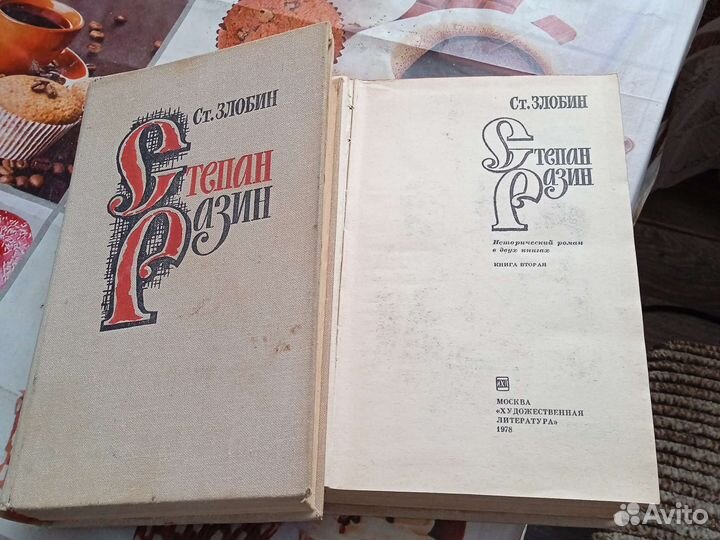 Ст. ЗЛОБИН
Степан
Разин
Ст. ЗЛОБИН
Степан
Разин
Исторический роман
в двух книгах
КНИГА ВТОРАЯ
МОСКВА
«ХУДОЖЕСТВЕННАЯ
ЛИТЕРАТУРА»
1978
Avito